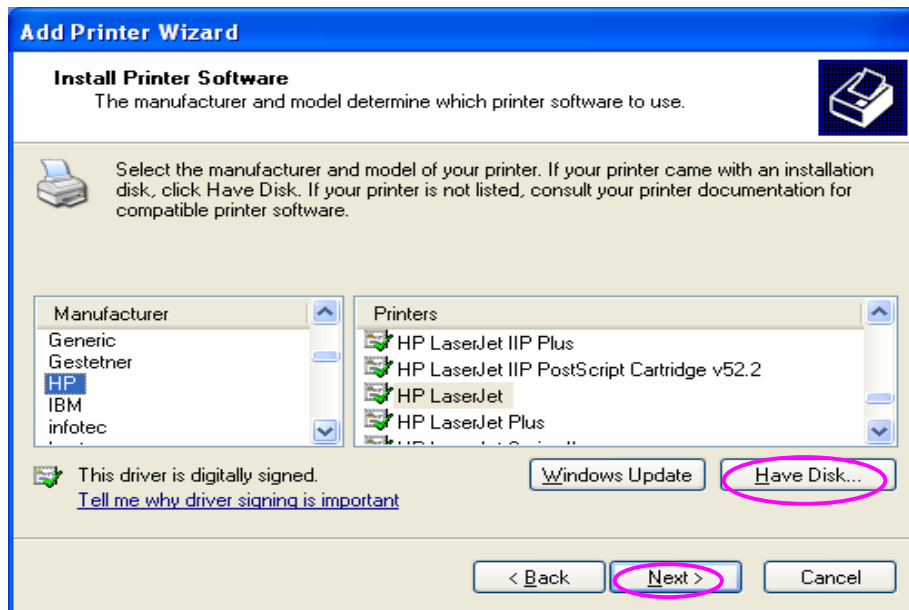 Add Printer Wizard
Install Printer Software
The manufacturer and model determine which printer software to use.
Select the manufacturer and model of your printer. If your printer came with an installation
disk, click Have Disk. If your printer is not listed, consult your printer documentation for
compatible printer software.
Manufacturer
Generic
Gestetner
HP
IBM
infotec
Printers
HP LaserJet IIP Plus
HP LaserJet IIP PostScript Cartridge v52.2
HP LaserJet
HP LaserJet Plus
This driver is digitally signed.
Tell me why driver signing is important
Windows Update
Have Disk...
< Back
Next >
Cancel